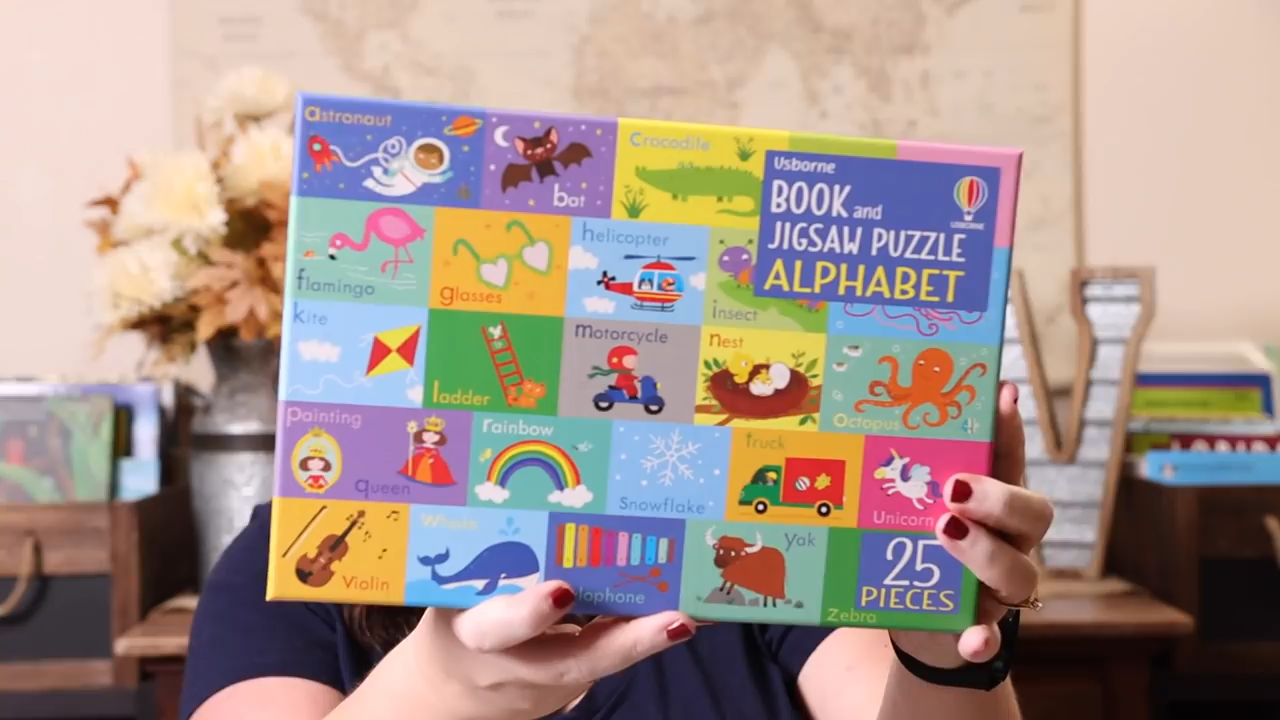 astronaut
bat
Crocodile
Usborne
BOOK and
JIGSAW PUZZLE
ALPHABET
USBORNE
flamingo
glasses
helicopter
insect
kite
ladder
motorcycle
nest
Octopus
painting
queen
rainbow
Snowflake
truck
Unicorn
Violin
Whale
lophone
yak
Zebra
25
PIECES